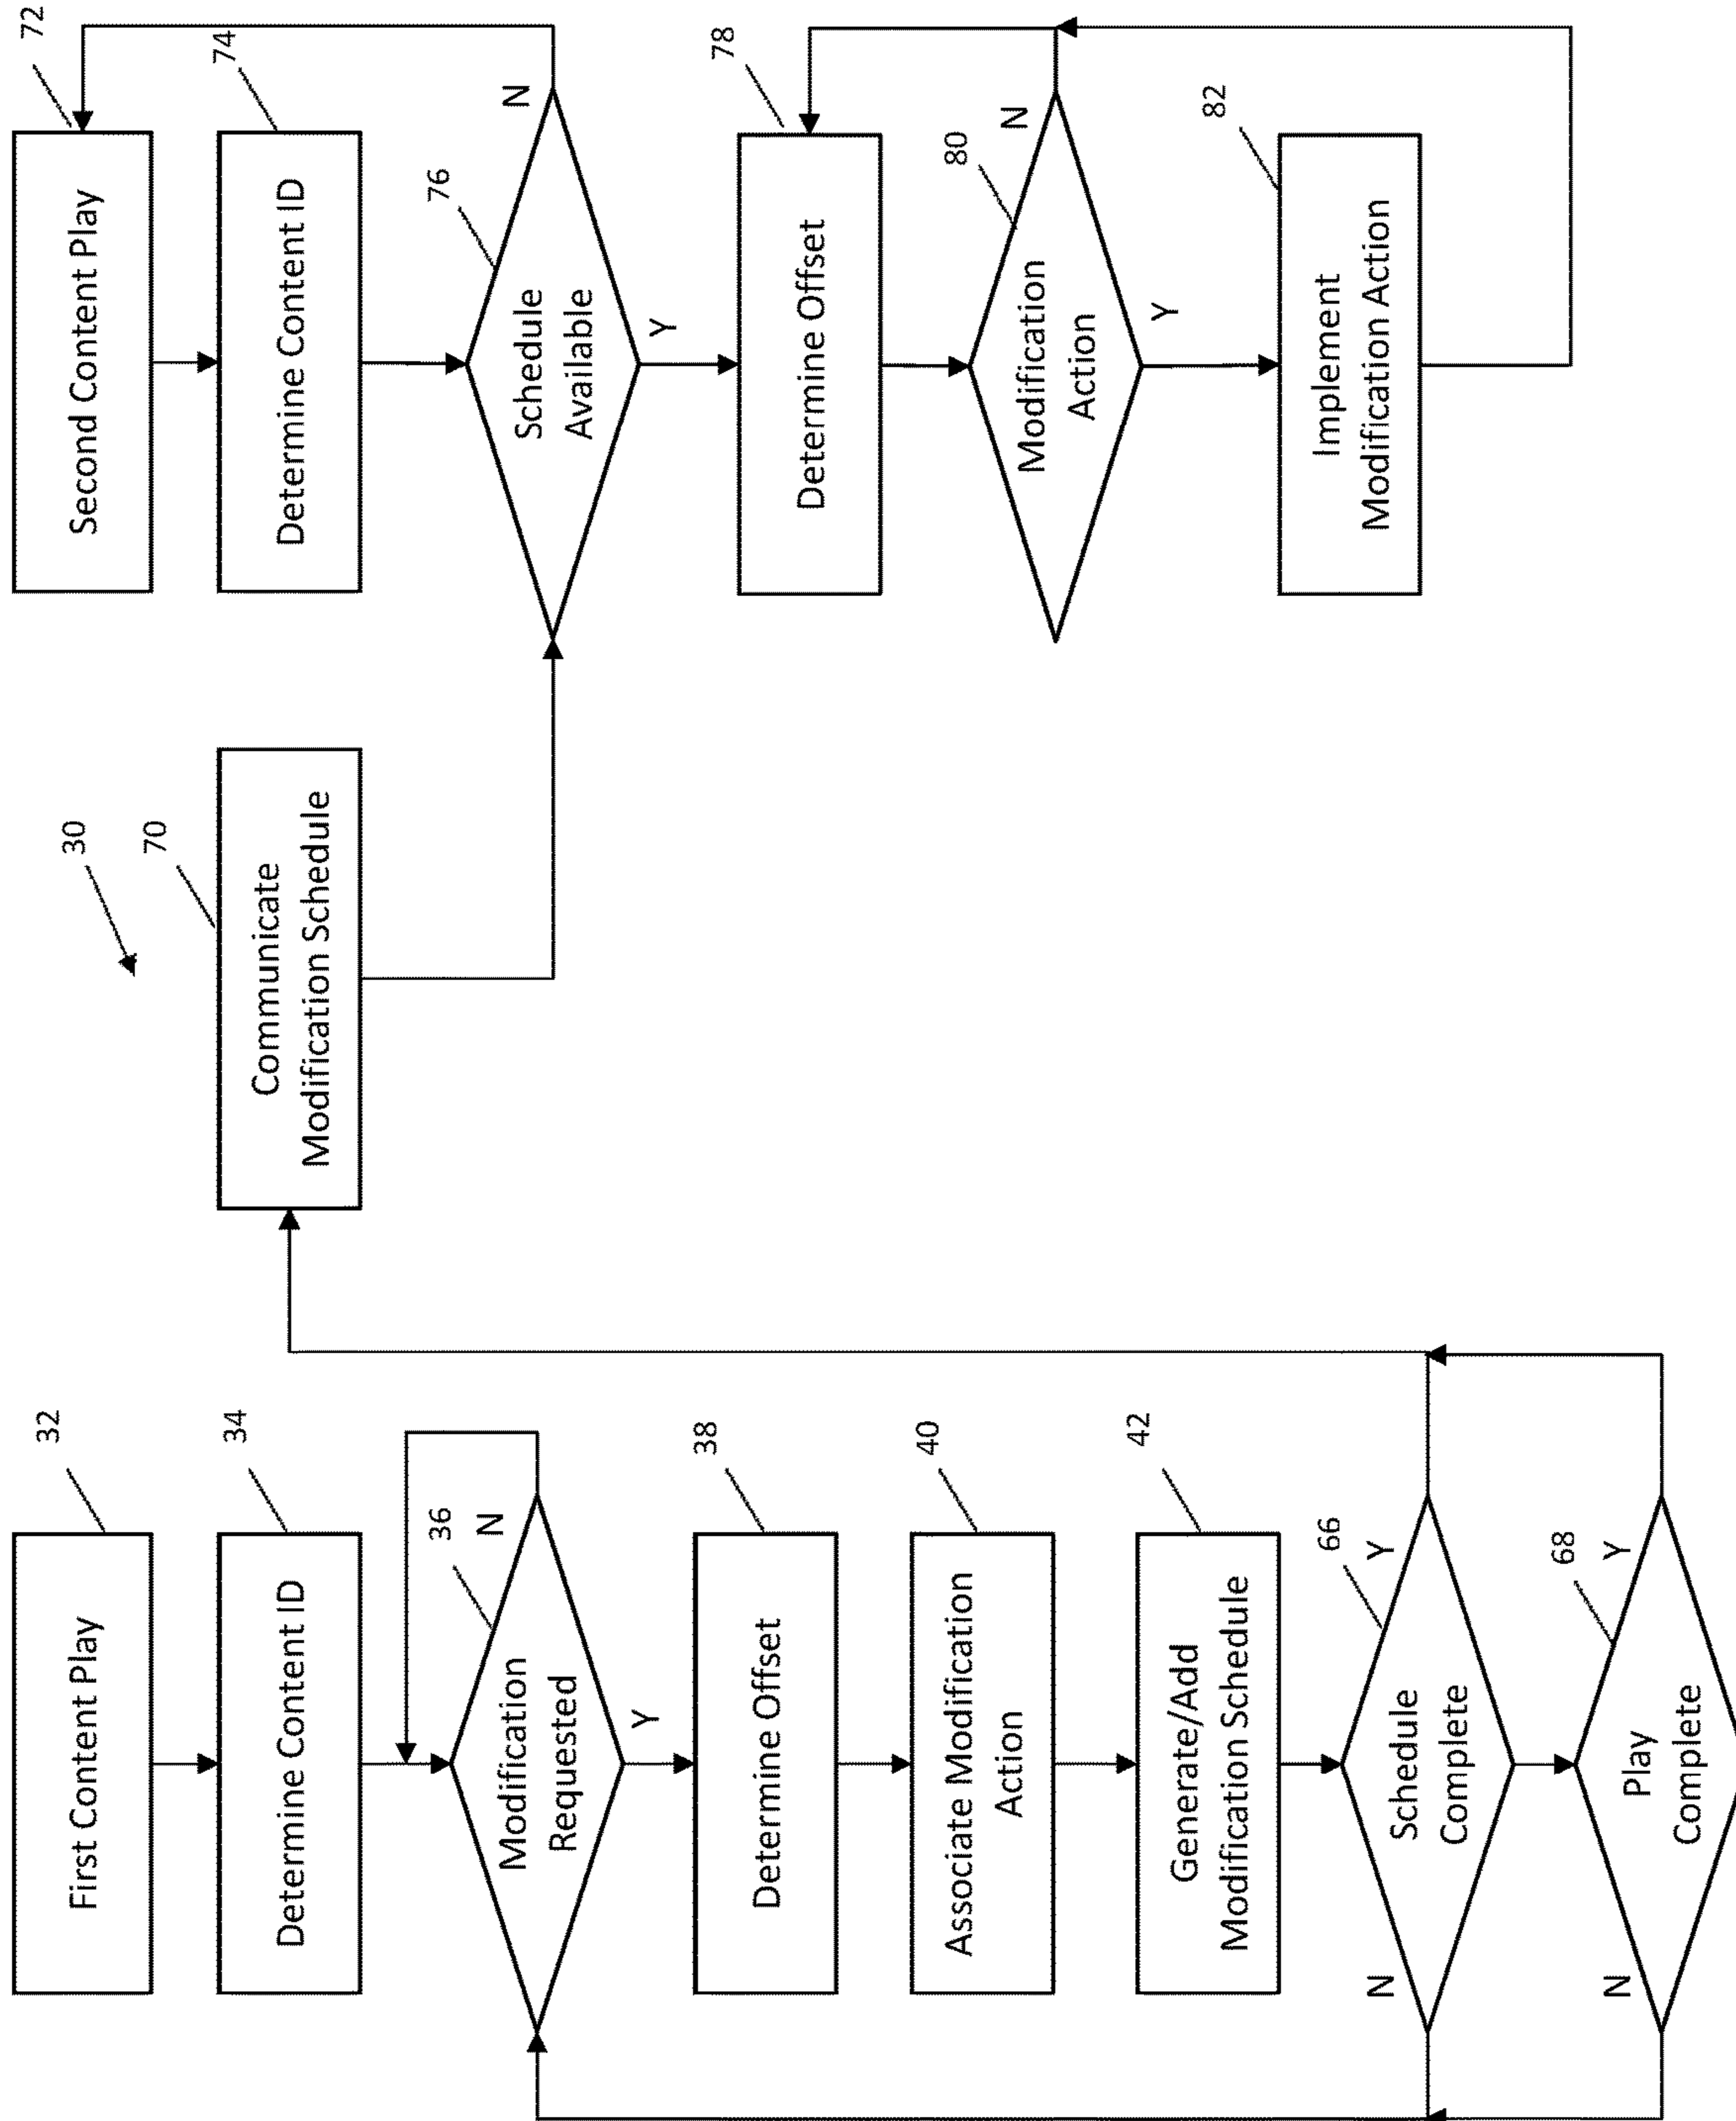 30
First Content Play
32
Determine Content ID
34
Modification
Requested
36
N
Y
Determine Offset
38
Associate Modification
Action
40
Generate/Add
Modification Schedule
42
Schedule
Complete
66
N
Y
Play
Complete
68
N
Y
Communicate
Modification Schedule
70
Second Content Play
72
Determine Content ID
74
Schedule
Available
76
N
Y
Determine Offset
78
Modification
Action
80
N
Y
Implement
Modification Action
82